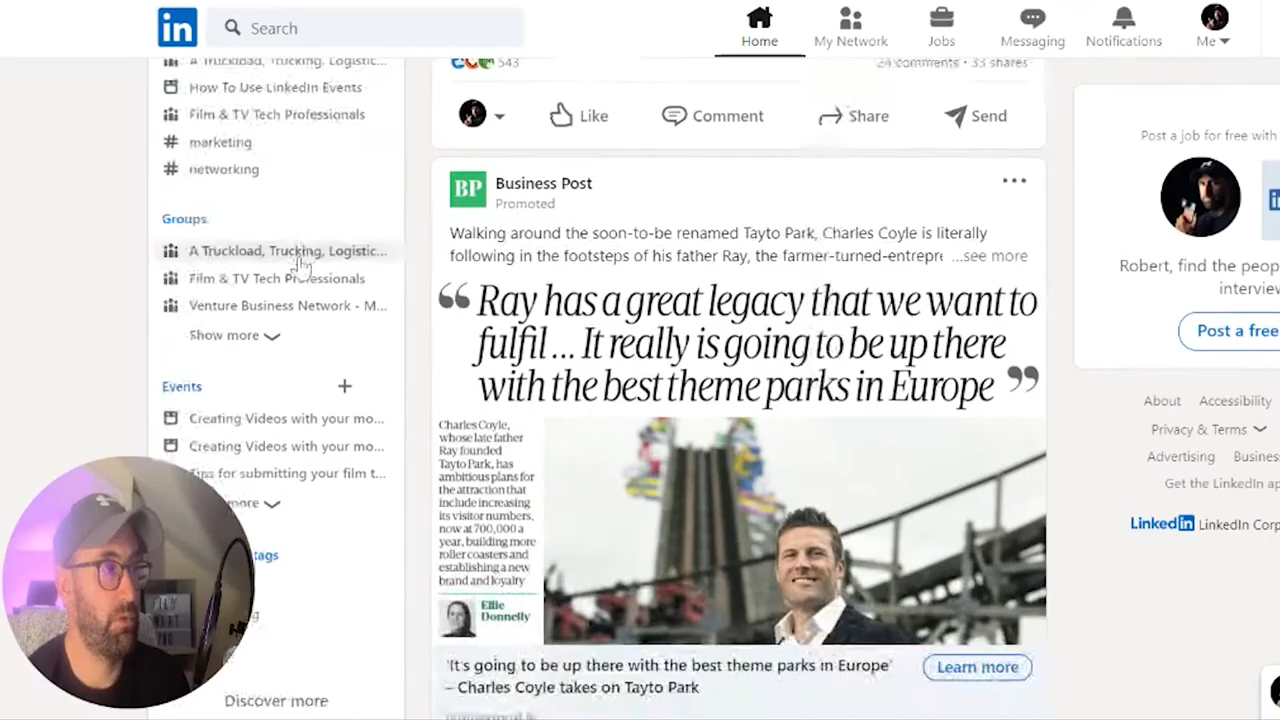 in
Search
Home
My Network
Jobs
Messaging
Notifications
Me
A Truckload, Trucking, Logistic...
How To Use LinkedIn Events
Film & TV Tech Professionals
# marketing
# networking
Groups
A Truckload, Trucking, Logistic...
Film & TV Tech Professionals
Venture Business Network - M...
Show more
Events +
Creating Videos with your mo...
Creating Videos with your mo...
Tips for submitting your film t...
Discover more
543
24 comments • 33 shares
Like
Comment
Share
Send
BP
Business Post
Promoted
Walking around the soon-to-be renamed Tayto Park, Charles Coyle is literally
following in the footsteps of his father Ray, the farmer-turned-entrepr ...see more
“ Ray has a great legacy that we want to
fulfil ... It really is going to be up there
with the best theme parks in Europe ”
Charles Coyle,
whose late father
Ray founded
Tayto Park, has
ambitious plans for
the attraction that
include increasing
its visitor numbers,
now at 700,000 a
year, building more
roller coasters and
establishing a new
brand and loyalty
Ellie
Donnelly
'It's going to be up there with the best theme parks in Europe'
– Charles Coyle takes on Tayto Park
Learn more
Post a job for free with
Robert, find the peop
interview
Post a free
About Accessibility
Privacy & Terms
Advertising Business
Get the LinkedIn ap
LinkedIn LinkedIn Corp